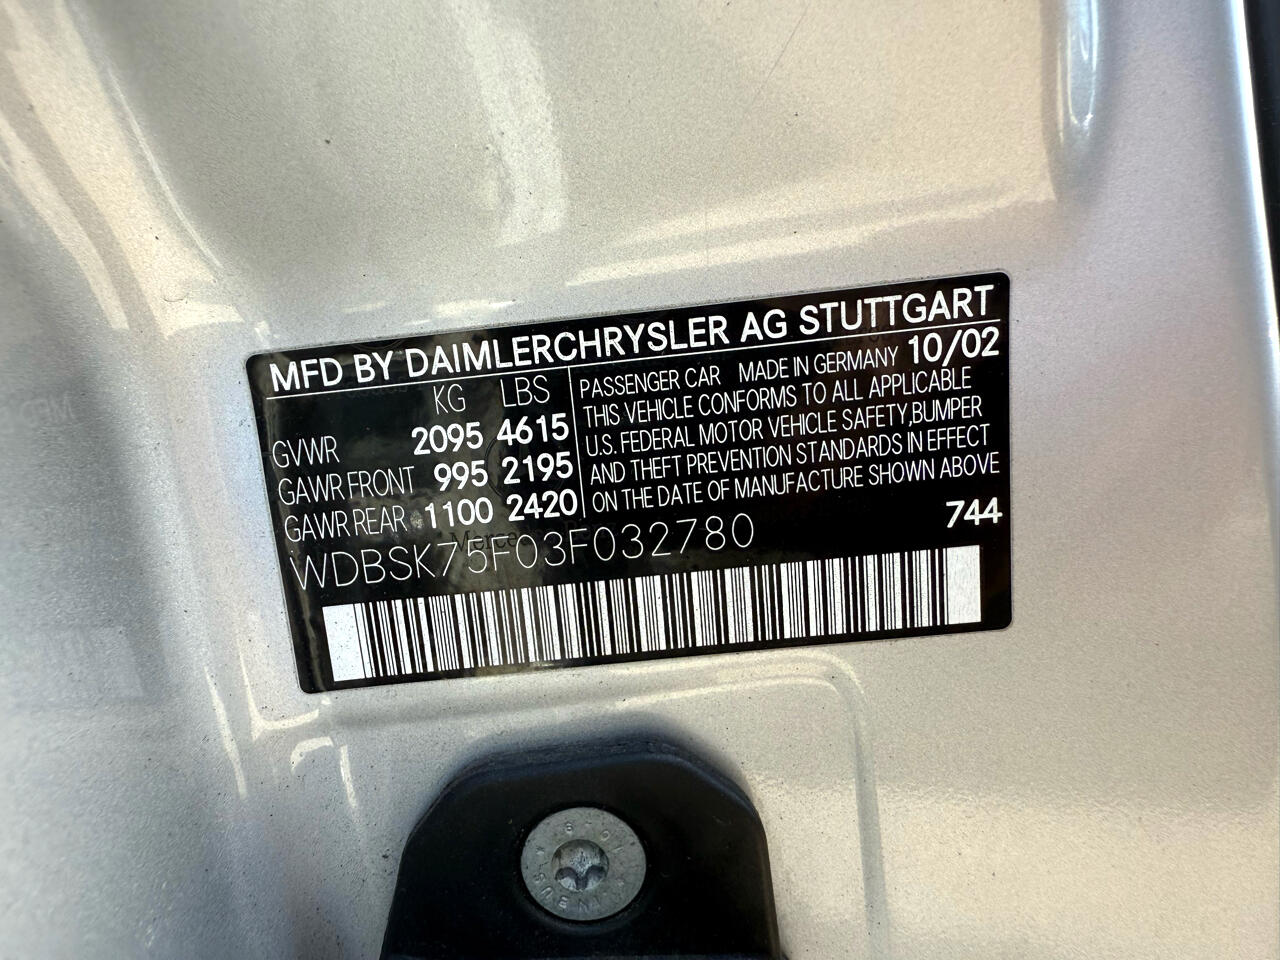 MFD BY DAIMLERCHRYSLER AG STUTTGART
KG LBS
GVWR 2095 4615
GAWR FRONT 995 2195
GAWR REAR 1100 2420
PASSENGER CAR MADE IN GERMANY 10/02
THIS VEHICLE CONFORMS TO ALL APPLICABLE
U.S. FEDERAL MOTOR VEHICLE SAFETY, BUMPER
AND THEFT PREVENTION STANDARDS IN EFFECT
ON THE DATE OF MANUFACTURE SHOWN ABOVE
WDBSK75F03F032780
744